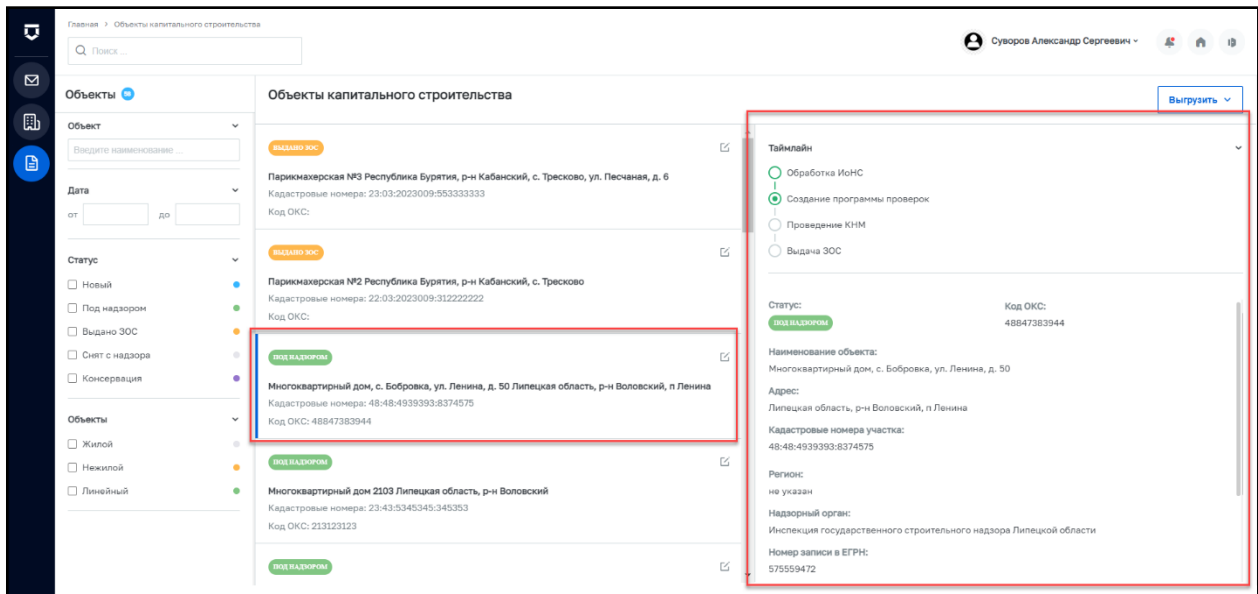 Главная > Объекты капитального строительства
Поиск ...
Суворов Александр Сергеевич
Объекты
Объекты капитального строительства
Выгрузить
Объект
Введите наименование ...
Дата
от
до
Статус
Новый
Под надзором
Выдано ЗОС
Снят с надзора
Консервация
Объекты
Жилой
Нежилой
Линейный
ВЫДАНО ЗОС
Парикмахерская №3 Республика Бурятия, р-н Кабанский, с. Тресково, ул. Песчаная, д. 6
Кадастровые номера: 23:03:2023009:553333333
Код ОКС:
ВЫДАНО ЗОС
Парикмахерская №2 Республика Бурятия, р-н Кабанский, с. Тресково
Кадастровые номера: 22:03:2023009:312222222
Код ОКС:
ПОД НАДЗОРОМ
Многоквартирный дом, с. Бобровка, ул. Ленина, д. 50 Липецкая область, р-н Воловский, п Ленина
Кадастровые номера: 48:48:4939393:8374575
Код ОКС: 48847383944
ПОД НАДЗОРОМ
Многоквартирный дом 2103 Липецкая область, р-н Воловский
Кадастровые номера: 23:43:5345345:345353
Код ОКС: 213123123
ПОД НАДЗОРОМ
Таймлайн
Обработка ИоНС
Создание программы проверок
Проведение КНМ
Выдача ЗОС
Статус:
Код ОКС:
ПОД НАДЗОРОМ
48847383944
Наименование объекта:
Многоквартирный дом, с. Бобровка, ул. Ленина, д. 50
Адрес:
Липецкая область, р-н Воловский, п Ленина
Кадастровые номера участка:
48:48:4939393:8374575
Регион:
не указан
Надзорный орган:
Инспекция государственного строительного надзора Липецкой области
Номер записи в ЕГРН:
575559472